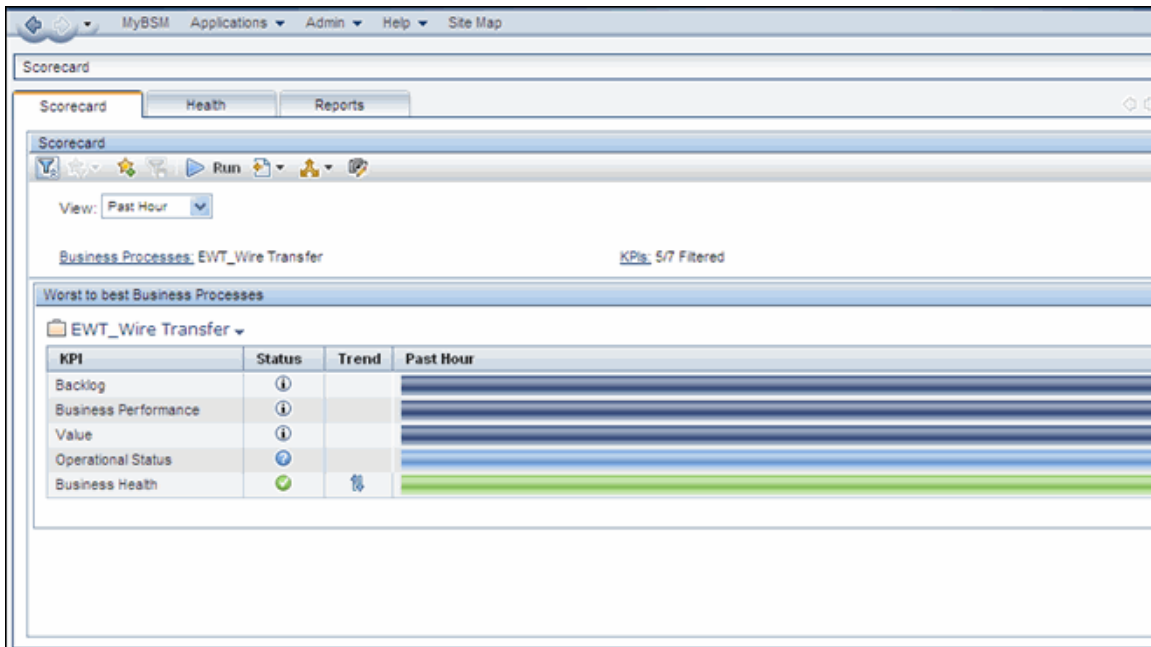 MyBSM Applications Admin Help Site Map
Scorecard
Scorecard Health Reports
Scorecard
Run
View: Past Hour
Business Processes: EWT_Wire Transfer KPIs: 5/7 Filtered
Worst to best Business Processes
EWT_Wire Transfer
KPI Status Trend Past Hour
Backlog
Business Performance
Value
Operational Status
Business Health